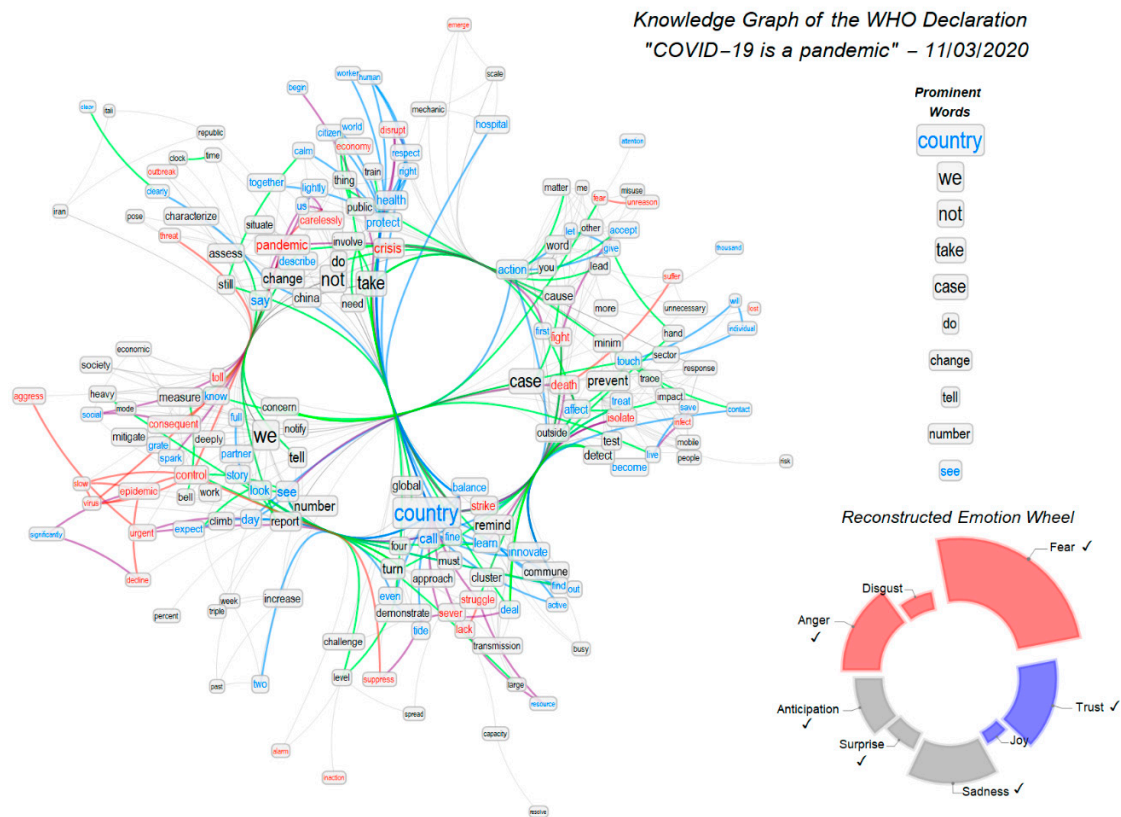 Knowledge Graph of the WHO Declaration
"COVID–19 is a pandemic" – 11/03/2020
Prominent
Words
country
we
not
take
case
do
change
tell
number
see
Reconstructed Emotion Wheel
Fear ✓
Disgust
Anger
✓
Anticipation
✓
Surprise
✓
Sadness ✓
Joy
Trust ✓
emerge
scale
mechanic
worker
human
begin
hospital
clear
itali
republic
citizen
world
disrupt
economy
respect
attention
clock
time
calm
thing
train
right
outbreak
together
lightly
health
matter
me
misuse
fear
unreason
clearly
us
public
carelessly
protect
let
other
accept
iran
pose
characterize
situate
word
give
threat
pandemic
involve
crisis
you
thousand
assess
describe
do
action
lead
still
change
not
take
suffer
say
china
need
cause
more
unnecessary
will
lost
first
fight
hand
individual
economic
minim
touch
sector
society
toll
response
aggress
heavy
measure
know
case
death
prevent
trace
mode
concern
impact
social
consequent
full
affect
treat
save
contact
mitigate
deeply
we
notify
isolate
infect
grate
partner
outside
test
mobile
spark
tell
detect
live
people
control
story
become
risk
slow
epidemic
look
see
global
balance
virus
bell
work
number
strike
urgent
climb
day
report
country
remind
significantly
expect
call
fine
learn
innovate
four
must
commune
decline
turn
approach
cluster
find
out
increase
even
struggle
deal
active
week
triple
percent
demonstrate
sever
lack
tide
challenge
transmission
busy
level
past
two
suppress
large
resource
spread
capacity
alarm
inaction
resolve